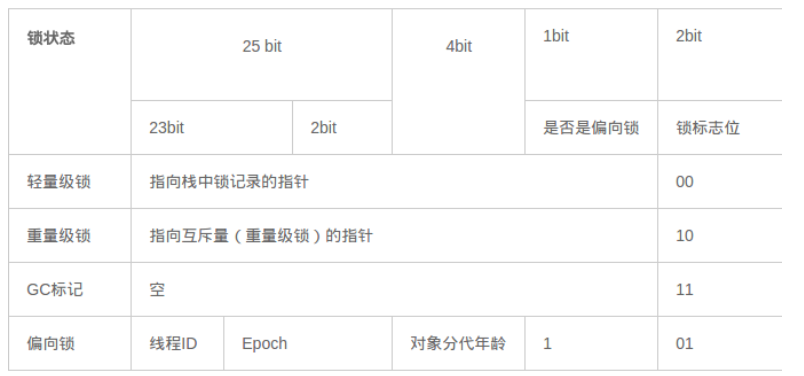 锁状态 25 bit 4bit 1bit 2bit
23bit 2bit 是否是偏向锁 锁标志位
轻量级锁 指向栈中锁记录的指针 00
重量级锁 指向互斥量（重量级锁）的指针 10
GC标记 空 11
偏向锁 线程ID Epoch 对象分代年龄 1 01